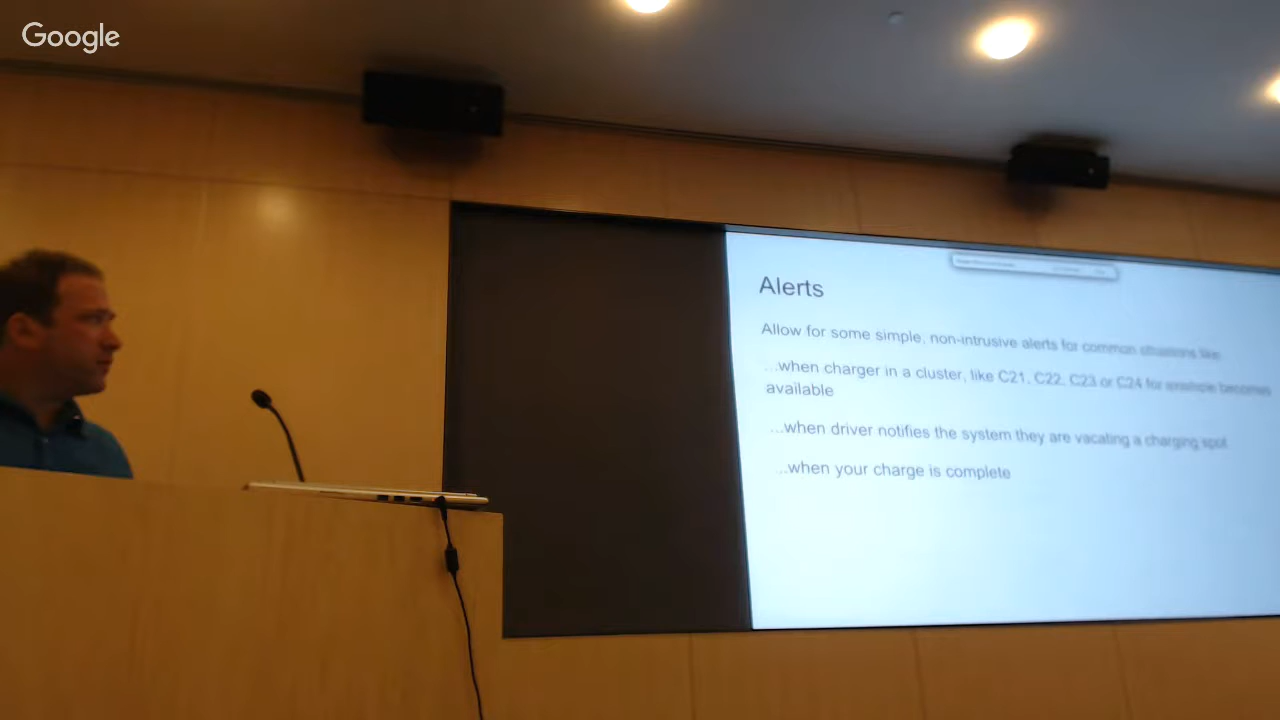 Google
Alerts
Allow for some simple, non-intrusive alerts for common situations like
...when charger in a cluster, like C21, C22, C23 or C24 for example becomes
available
...when driver notifies the system they are vacating a charging spot
...when your charge is complete